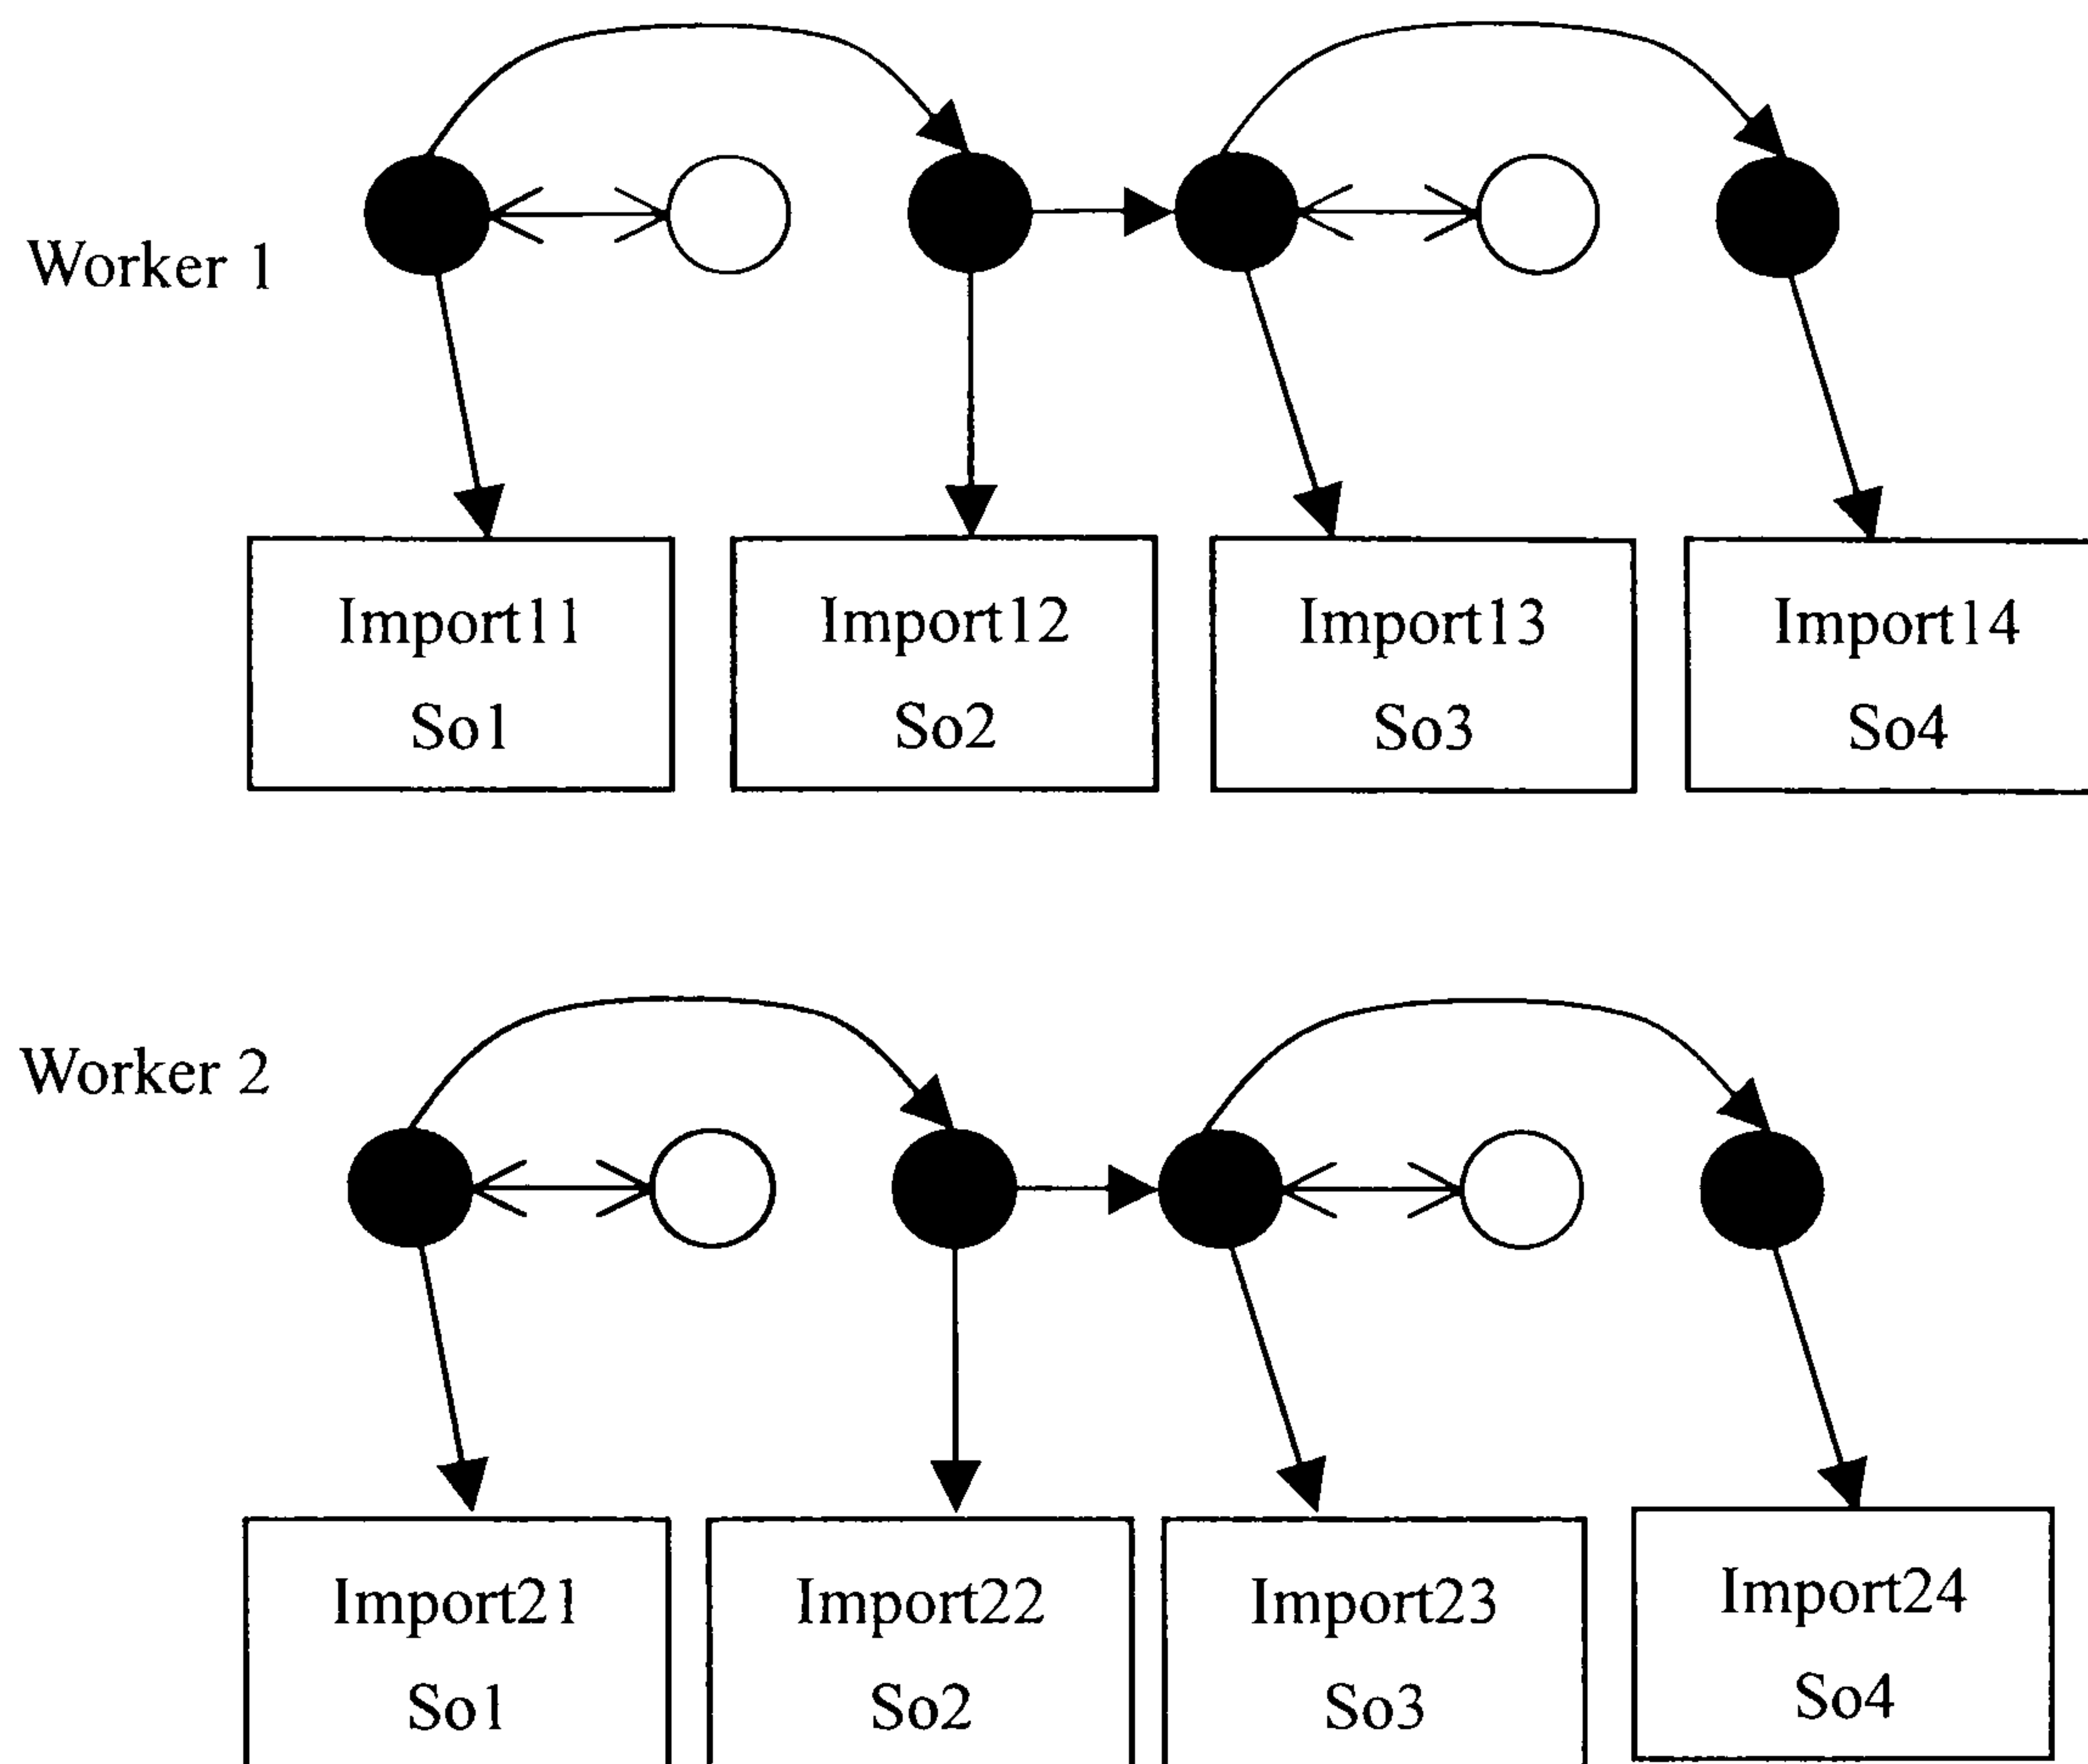 Worker 1
Import11
So1
Import12
So2
Import13
So3
Import14
So4
Worker 2
Import21
So1
Import22
So2
Import23
So3
Import24
So4